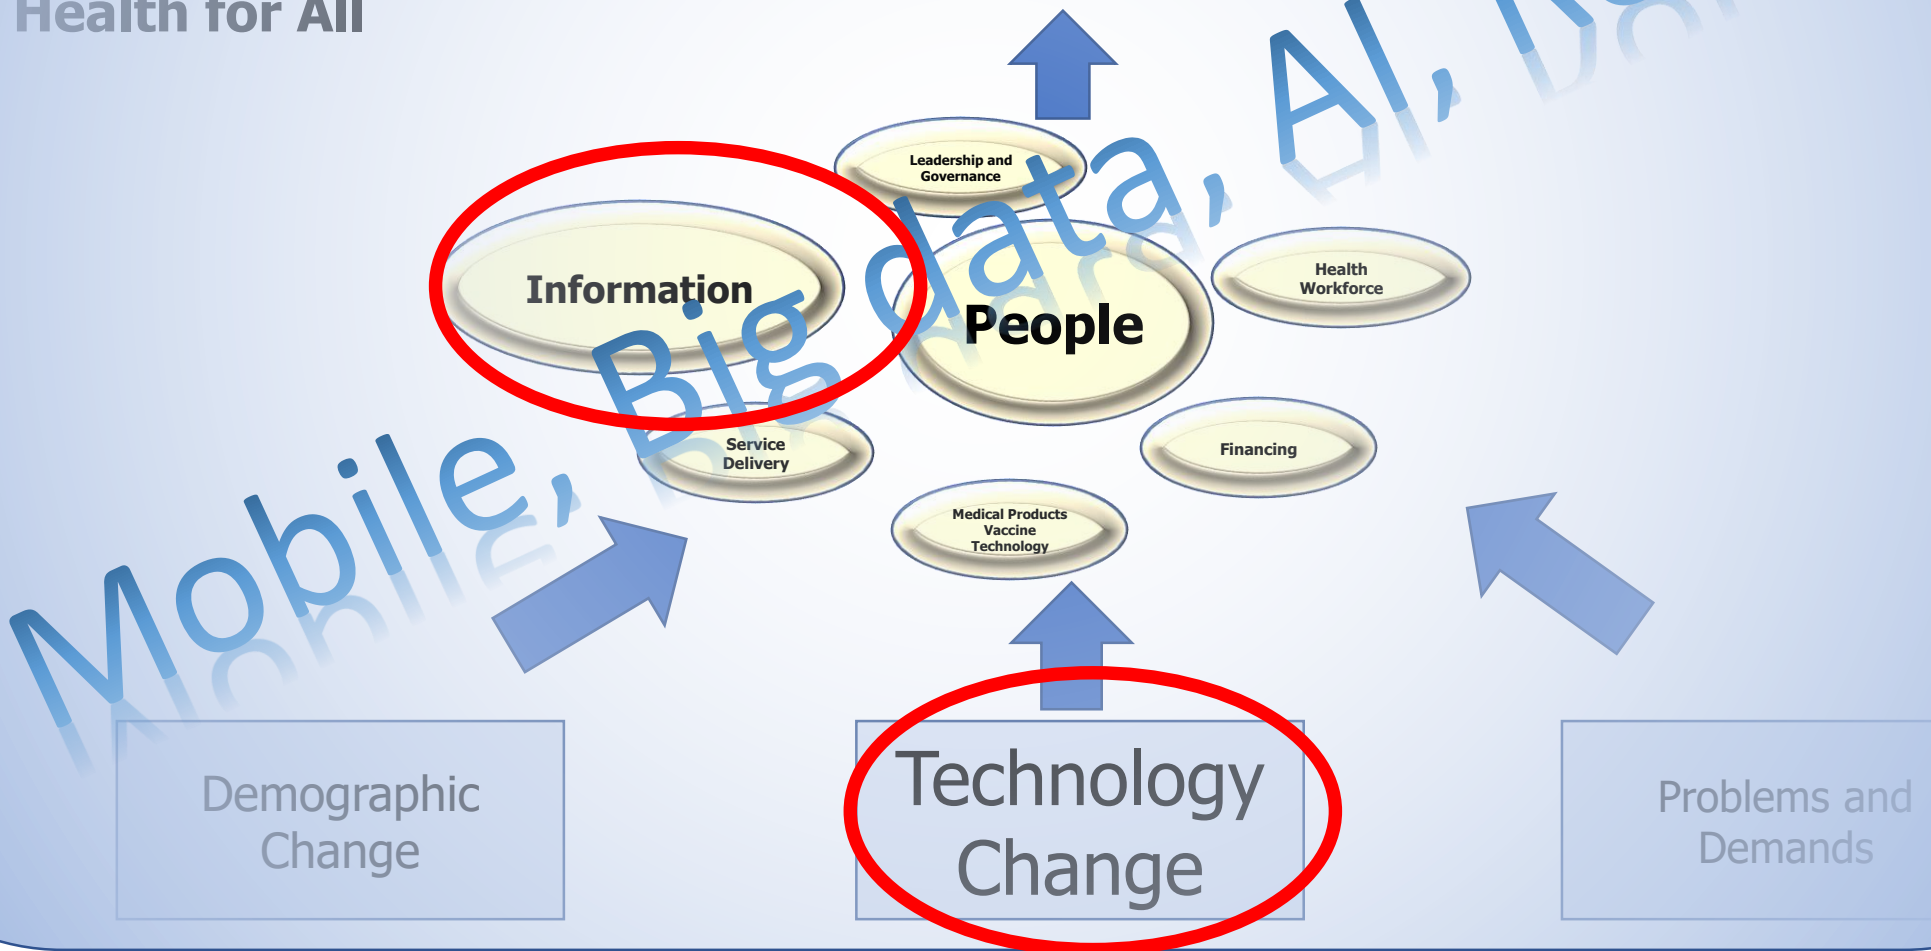 Health for All
Leadership and
Governance
Information
People
Health
Workforce
Service
Delivery
Financing
Medical Products
Vaccine
Technology
Mobile, Big data, AI,
Demographic
Change
Technology
Change
Problems and
Demands